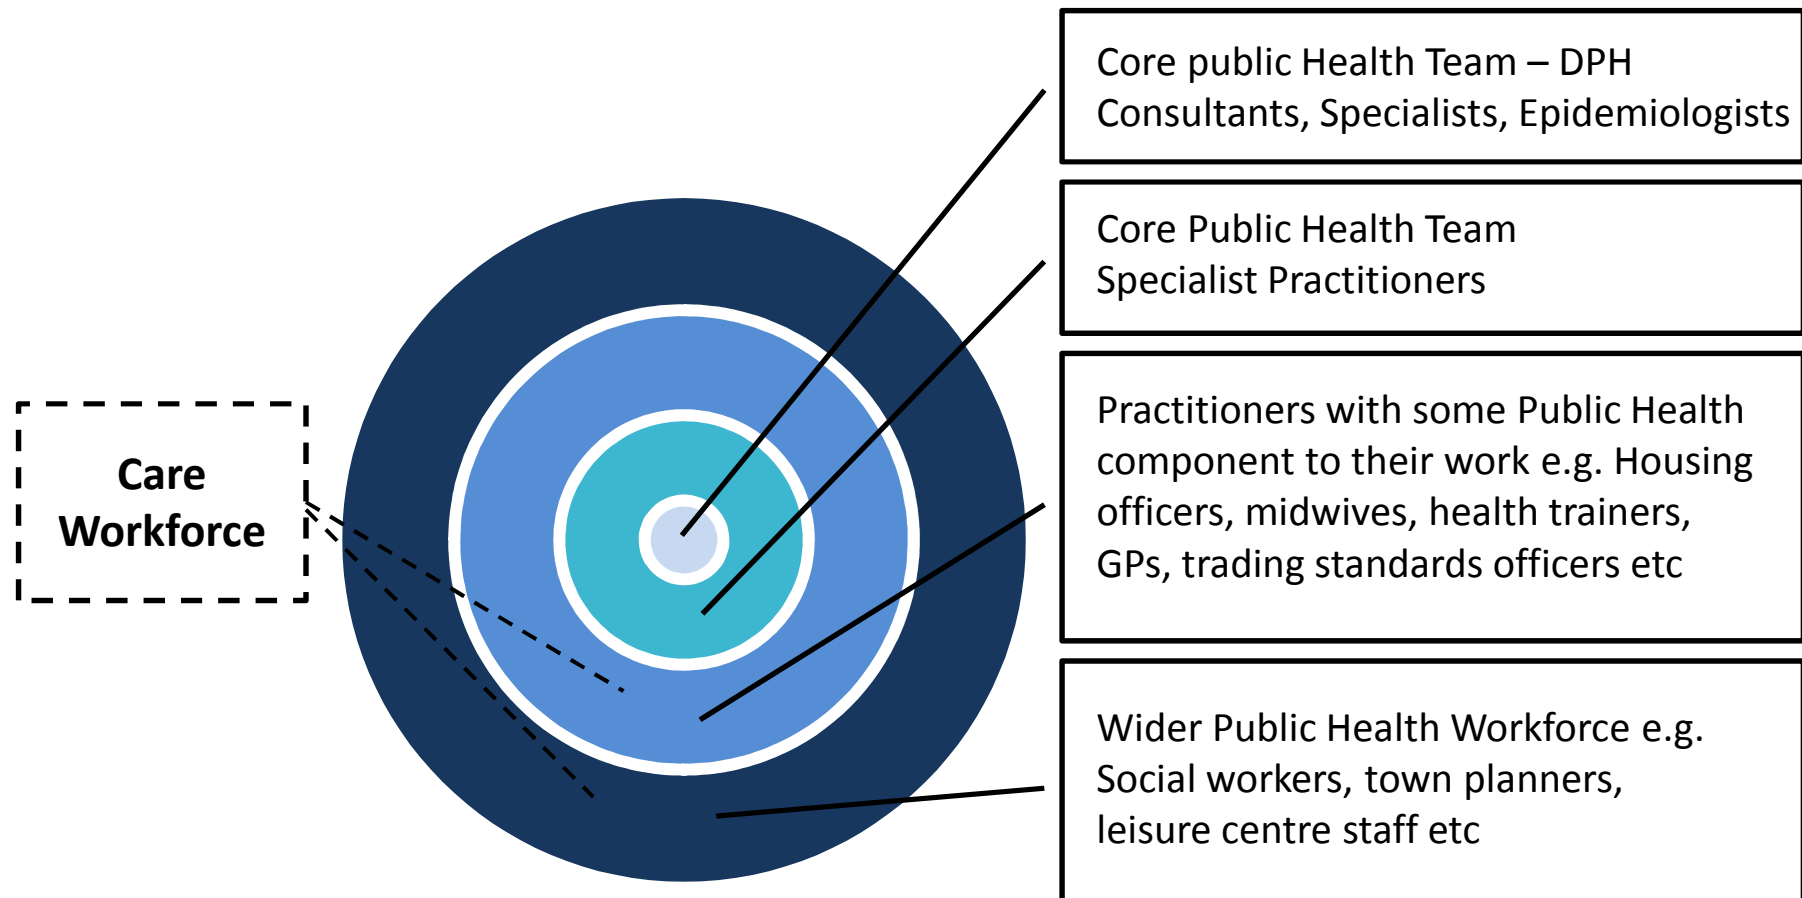 Core public Health Team – DPH
Consultants, Specialists, Epidemiologists
Core Public Health Team
Specialist Practitioners
Care
Workforce
Practitioners with some Public Health
component to their work e.g. Housing
officers, midwives, health trainers,
GPs, trading standards officers etc
Wider Public Health Workforce e.g.
Social workers, town planners,
leisure centre staff etc